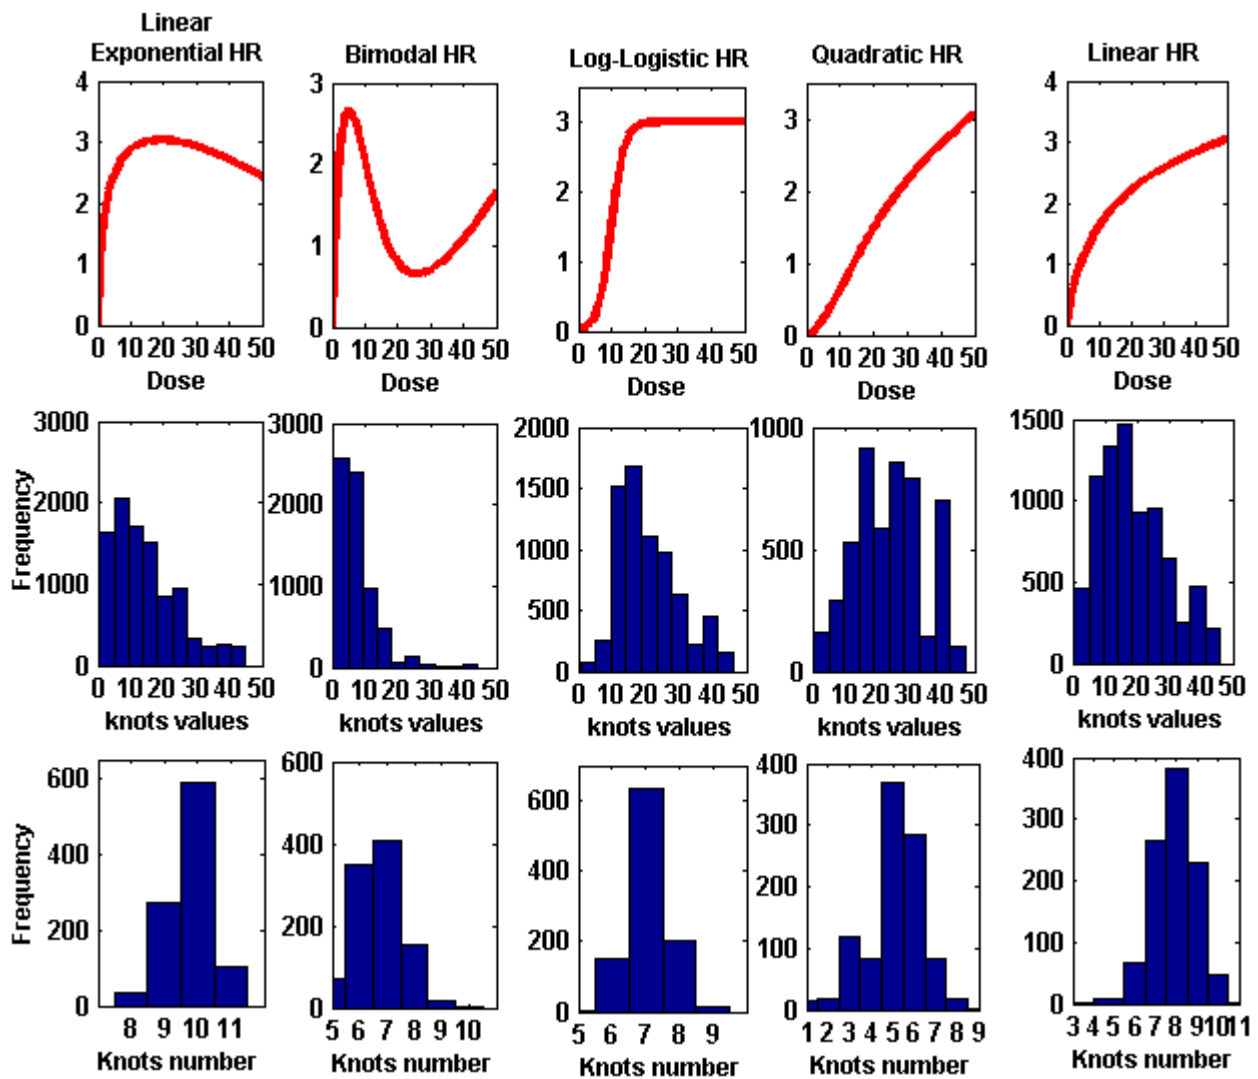 Linear
Exponential HR
Bimodal HR
Log-Logistic HR
Quadratic HR
Linear HR
4
3
2
1
0
0 10 20 30 40 50
Dose
3
2
1
0
0 10 20 30 40 50
3
2
1
0
0 10 20 30 40 50
Dose
3
2
1
0
0 10 20 30 40 50
Dose
4
3
2
1
0
0 10 20 30 40 50
Dose
Frequency
3000
2000
1000
0
0 10 20 30 40 50
knots values
3000
2000
1000
0
0 10 20 30 40 50
knots values
2000
1500
1000
500
0
0 10 20 30 40 50
knots values
1000
500
0
0 10 20 30 40 50
knots values
1500
1000
500
0
0 10 20 30 40 50
knots values
Frequency
600
400
200
0
8 9 10 11
Knots number
600
400
200
0
5 6 7 8 9 10
Knots number
600
400
200
0
5 6 7 8 9
Knots number
400
300
200
100
0
1 2 3 4 5 6 7 8 9
Knots number
400
300
200
100
0
3 4 5 6 7 8 9 10 11
Knots number